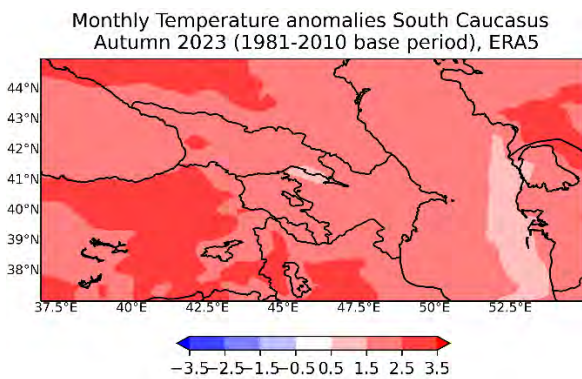 Monthly Temperature anomalies South Caucasus
Autumn 2023 (1981-2010 base period), ERA5
44°N
43°N
42°N
41°N
40°N
39°N
38°N
37.5°E 40°E 42.5°E 45°E 47.5°E 50°E 52.5°E
−3.5−2.5−1.5−0.5 0.5 1.5 2.5 3.5